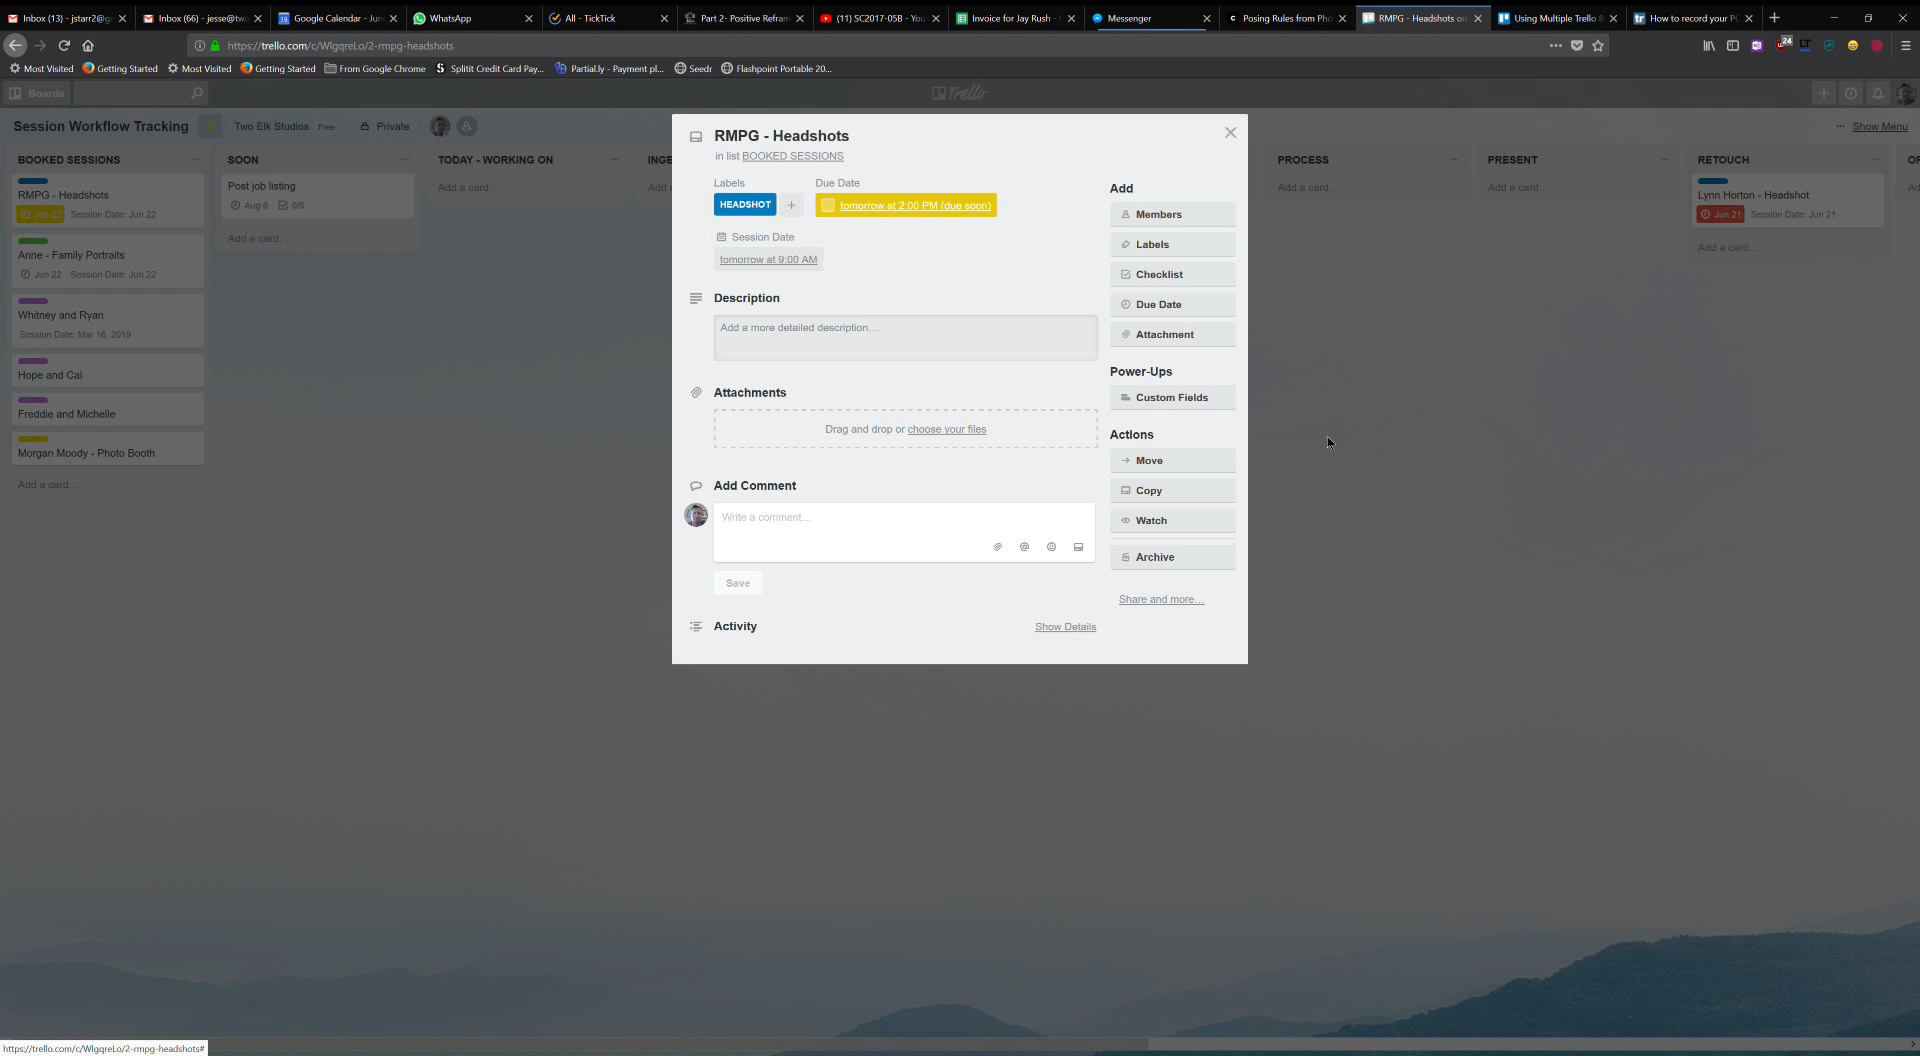 Inbox (13) - jstarr2@g
Inbox (66) - jesse@tw
Google Calendar - Jun
WhatsApp
All - TickTick
Part 2- Positive Refram
(11) SC2017-05B - You
Invoice for Jay Rush -
Messenger
Posing Rules from Pho
RMPG - Headshots on
Using Multiple Trello B
How to record your PC
https://trello.com/c/WlgqreLo/2-rmpg-headshots
24
Most Visited
Getting Started
Most Visited
Getting Started
From Google Chrome
Splitit Credit Card Pay...
Partial.ly - Payment pl...
Seedr
Flashpoint Portable 20...
Boards
Trello
Session Workflow Tracking
Two Elk Studios Free
Private
... Show Menu
BOOKED SESSIONS
RMPG - Headshots
Jun 22 Session Date: Jun 22
Anne - Family Portraits
Jun 22 Session Date: Jun 22
Whitney and Ryan
Session Date: Mar 16, 2019
Hope and Cal
Freddie and Michelle
Morgan Moody - Photo Booth
Add a card...
SOON
Post job listing
Aug 6 0/5
Add a card...
TODAY - WORKING ON
Add a card...
INGE
Add
RMPG - Headshots
in list BOOKED SESSIONS
Labels
HEADSHOT
+
Due Date
tomorrow at 2:00 PM (due soon)
Session Date
tomorrow at 9:00 AM
Description
Add a more detailed description...
Attachments
Drag and drop or choose your files
Add Comment
Write a comment...
Save
Activity
Show Details
Add
Members
Labels
Checklist
Due Date
Attachment
Power-Ups
Custom Fields
Actions
Move
Copy
Watch
Archive
Share and more...
PROCESS
Add a card...
PRESENT
Add a card...
RETOUCH
Lynn Horton - Headshot
Jun 21 Session Date: Jun 21
Add a card...
Ad
https://trello.com/c/WlgqreLo/2-rmpg-headshots#